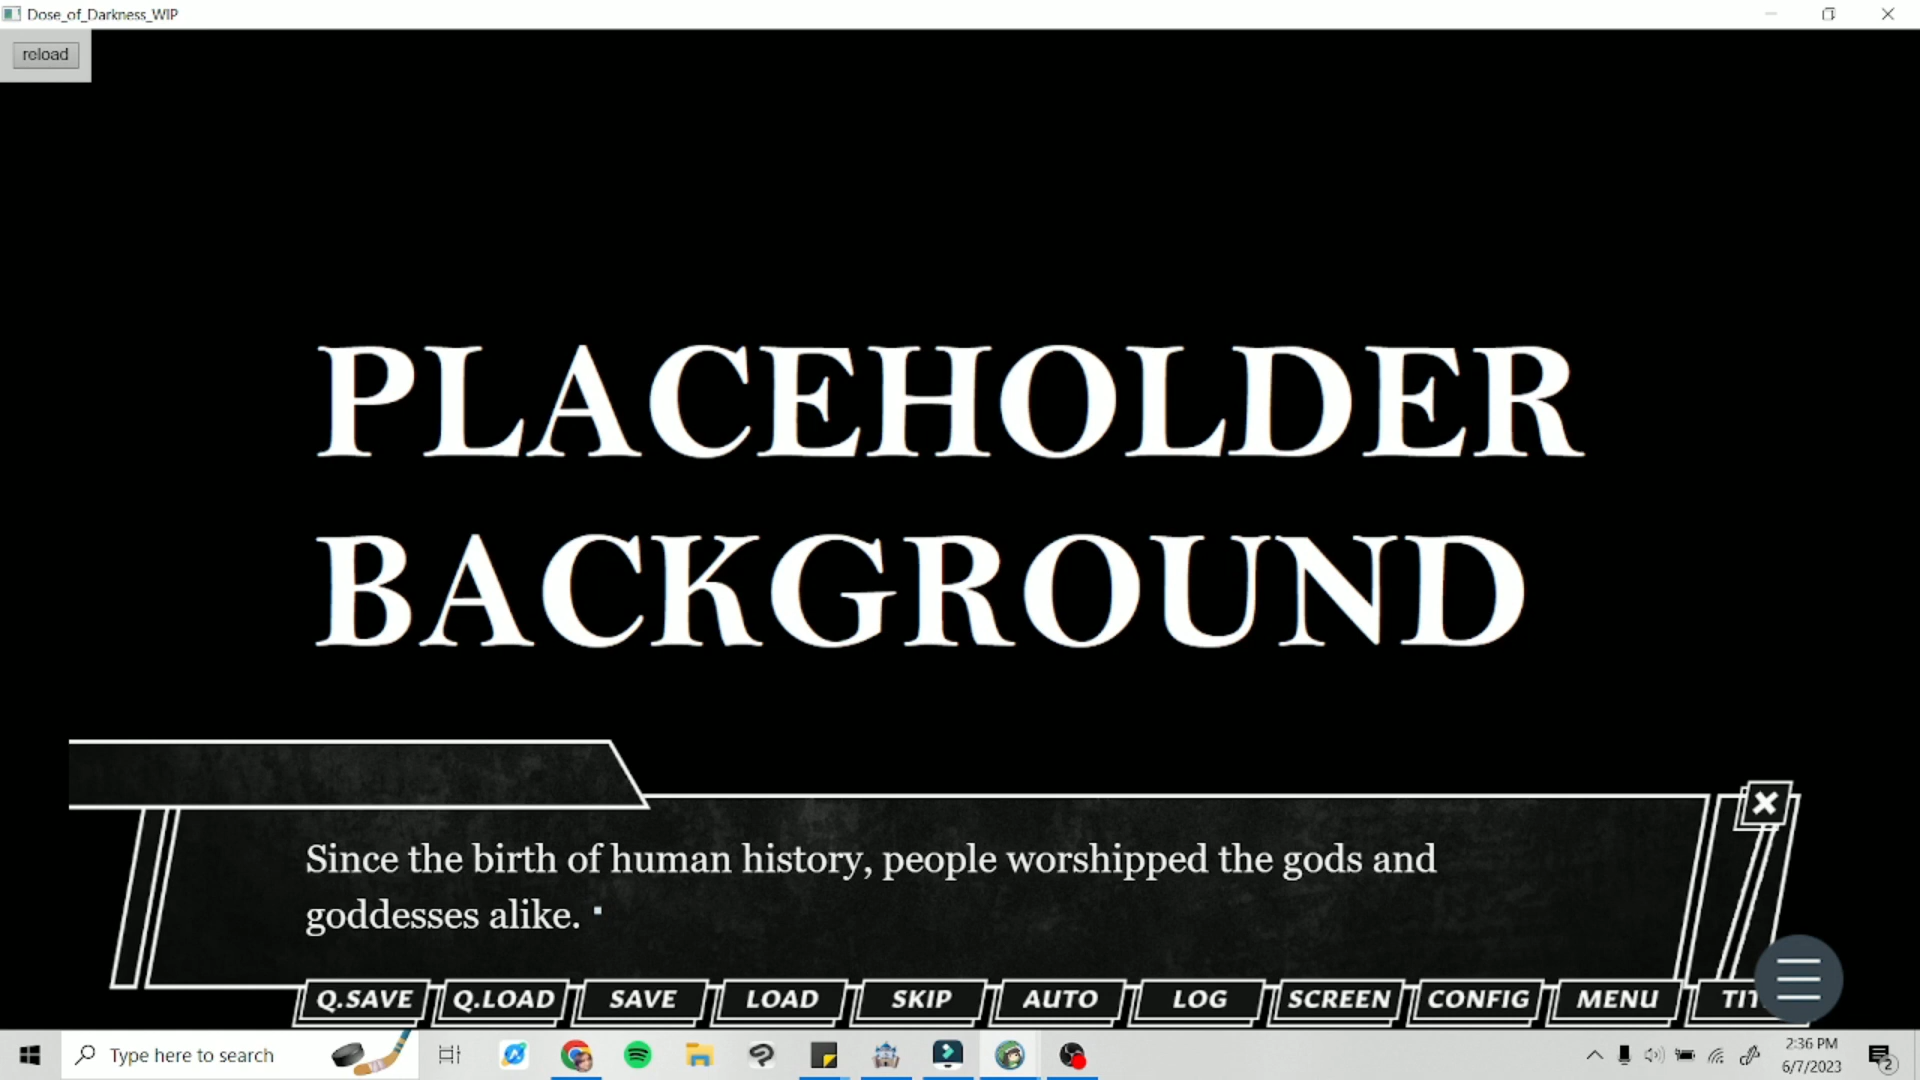 Dose_of_Darkness_WIP
reload
PLACEHOLDER
BACKGROUND
Since the birth of human history, people worshipped the gods and
goddesses alike.
Q.SAVE Q.LOAD SAVE LOAD SKIP AUTO LOG SCREEN CONFIG MENU
Type here to search
2:36 PM
6/7/2023
2